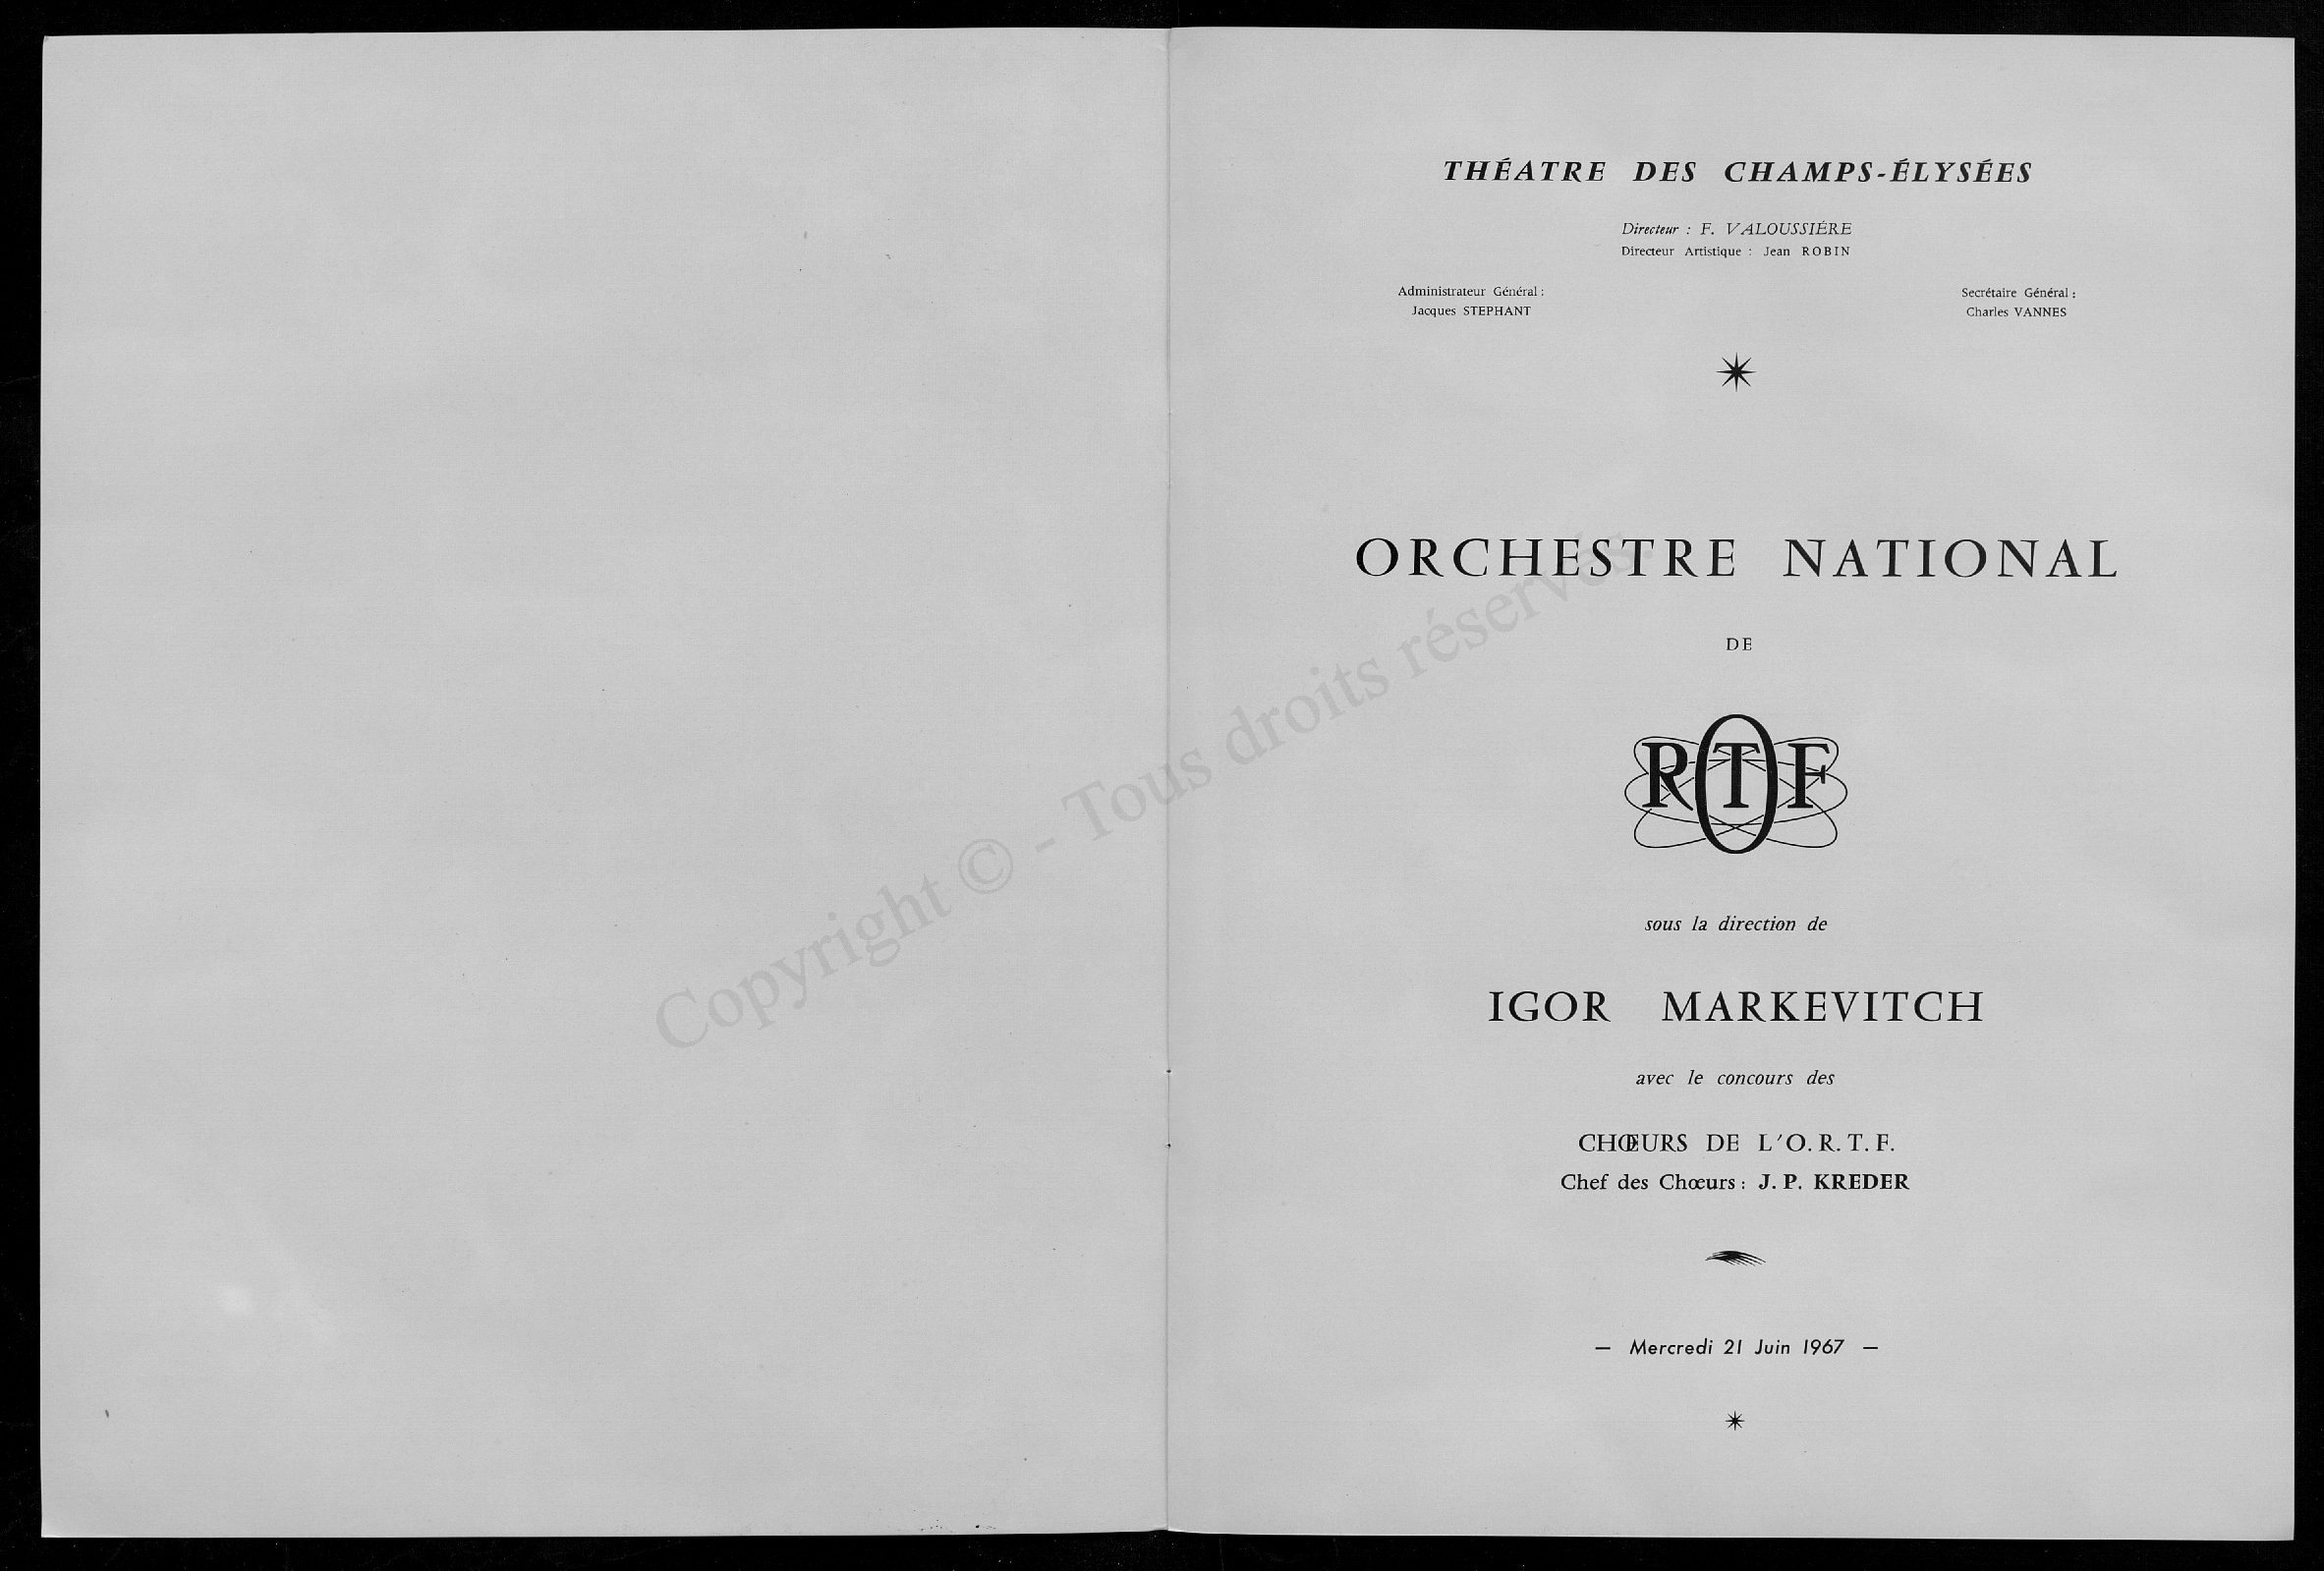 THÉATRE DES CHAMPS-ÉLYSÉES
Directeur : F. VALOUSSIÉRE
Directeur Artistique : Jean ROBIN
Administrateur Général :
Jacques STEPHANT
Secrétaire Général :
Charles VANNES
ORCHESTRE NATIONAL
DE
ORTF
sous la direction de
IGOR MARKEVITCH
avec le concours des
CHŒURS DE L'O.R.T.F.
Chef des Chœurs : J. P. KREDER
— Mercredi 21 Juin 1967 —
Copyright © - Tous droits réservés.